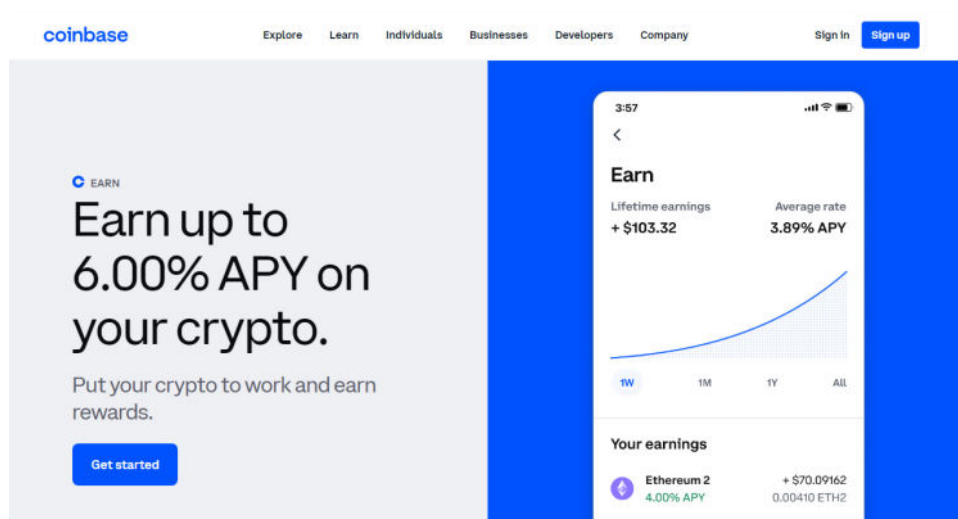 coinbase Explore Learn Individuals Businesses Developers Company Sign in Sign up
EARN
Earn up to
6.00% APY on
your crypto.
Put your crypto to work and earn
rewards.
Get started
3:57
Earn
Lifetime earnings Average rate
+ $103.32 3.89% APY
1W 1M 1Y All
Your earnings
Ethereum 2 + $70.09162
4.00% APY 0.00410 ETH2